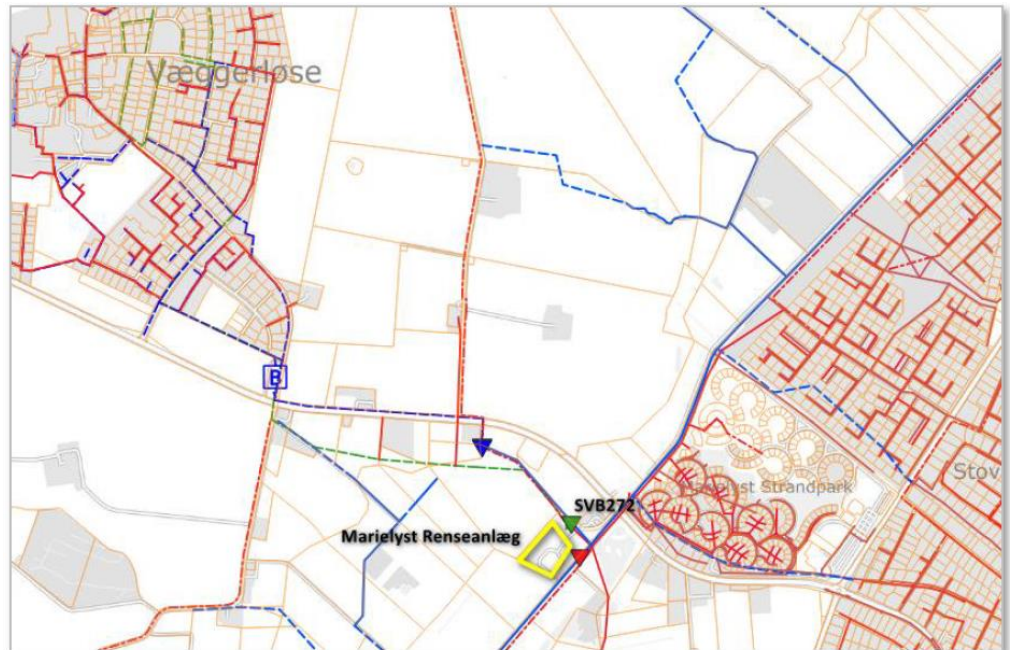 Væggerløse
B
SVB272
Marielyst Strandpark
Stov
Marielyst Renseanlæg